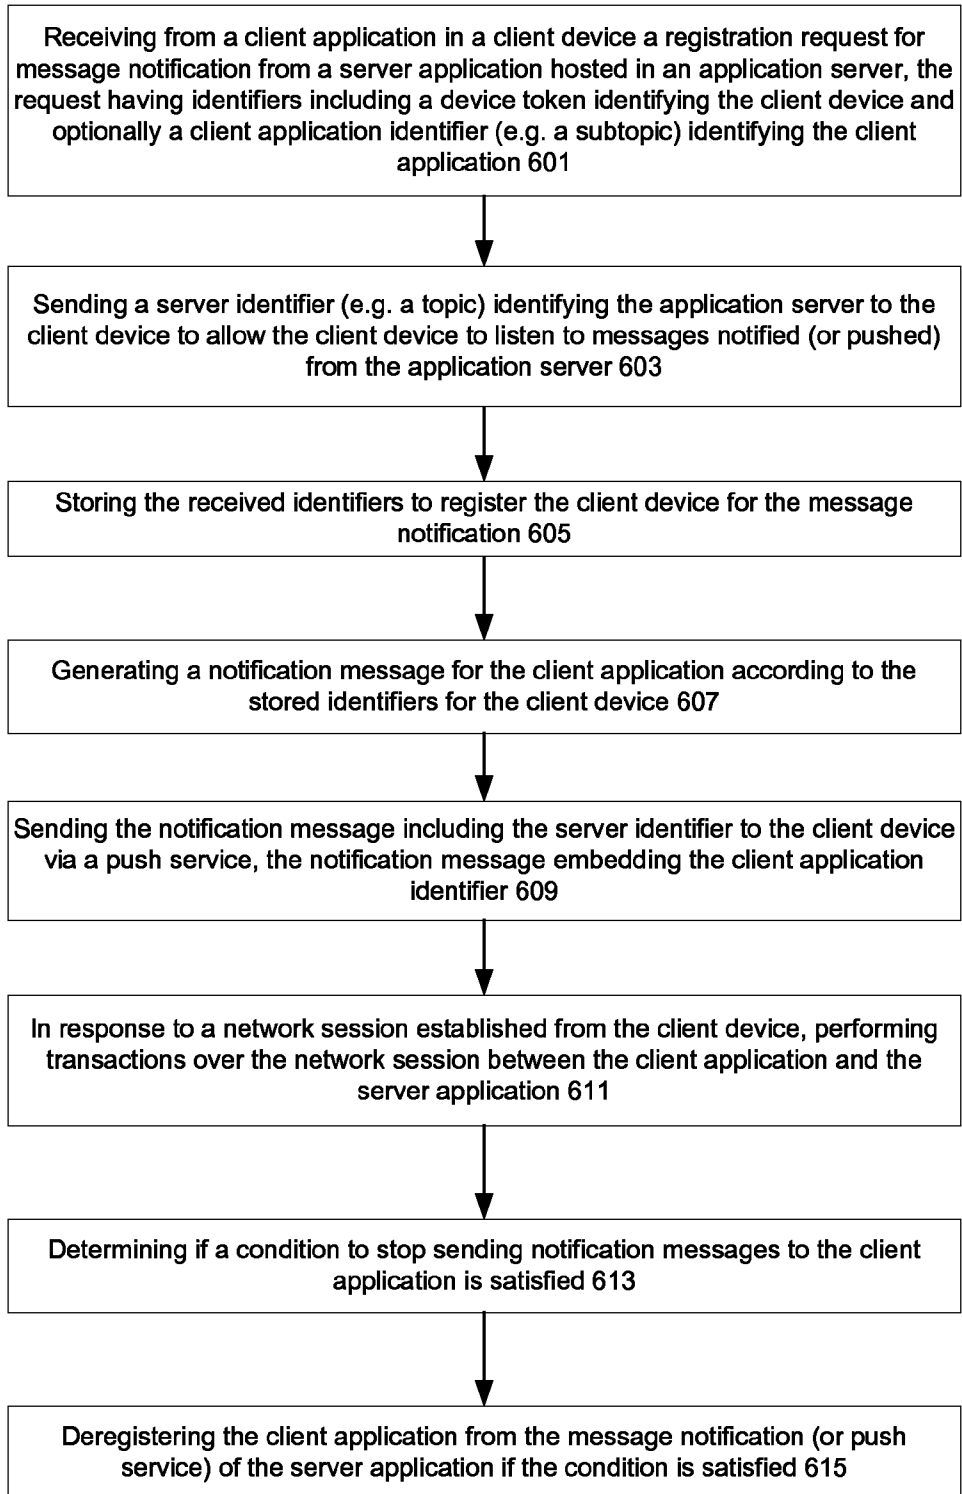 Receiving from a client application in a client device a registration request for
message notification from a server application hosted in an application server, the
request having identifiers including a device token identifying the client device and
optionally a client application identifier (e.g. a subtopic) identifying the client
application 601
Sending a server identifier (e.g. a topic) identifying the application server to the
client device to allow the client device to listen to messages notified (or pushed)
from the application server 603
Storing the received identifiers to register the client device for the message
notification 605
Generating a notification message for the client application according to the
stored identifiers for the client device 607
Sending the notification message including the server identifier to the client device
via a push service, the notification message embedding the client application
identifier 609
In response to a network session established from the client device, performing
transactions over the network session between the client application and the
server application 611
Determining if a condition to stop sending notification messages to the client
application is satisfied 613
Deregistering the client application from the message notification (or push
service) of the server application if the condition is satisfied 615